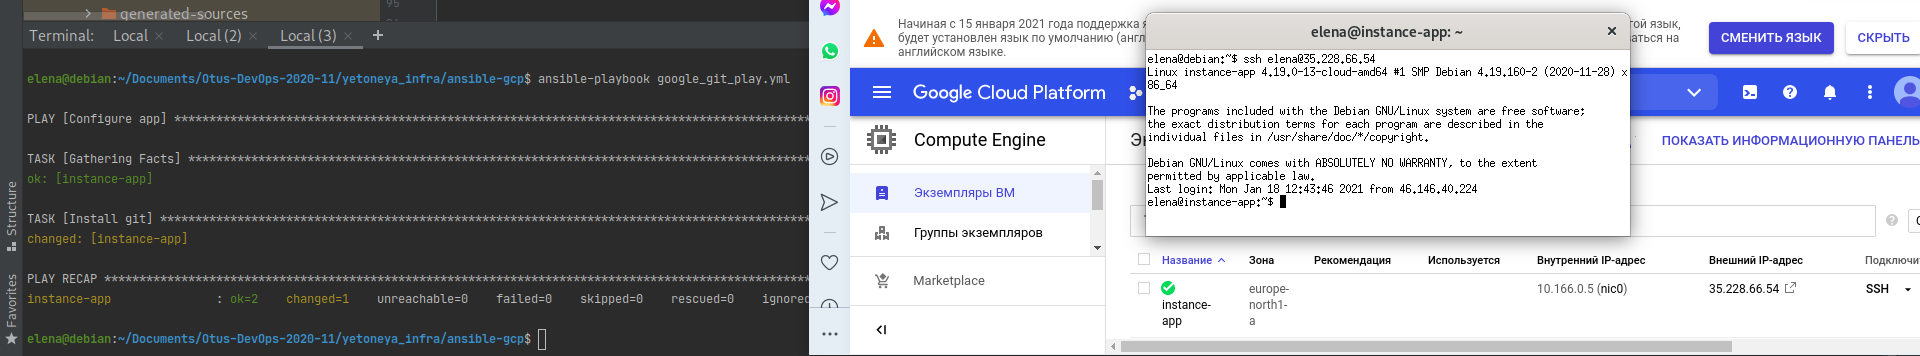 generated-sources
95
Terminal: Local × Local (2) × Local (3) × +
elena@debian:~/Documents/Otus-DevOps-2020-11/yetoneya_infra/ansible-gcp$ ansible-playbook google_git_play.yml
PLAY [Configure app] ****************************************************************************************
TASK [Gathering Facts] **************************************************************************************
ok: [instance-app]
TASK [Install git] ******************************************************************************************
changed: [instance-app]
PLAY RECAP **************************************************************************************************
instance-app : ok=2 changed=1 unreachable=0 failed=0 skipped=0 rescued=0 ignored
elena@debian:~/Documents/Otus-DevOps-2020-11/yetoneya_infra/ansible-gcp$
Structure
Favorites
Начиная с 15 января 2021 года поддержка
будет установлен язык по умолчанию
английском языке.
той язык,
аться на
СМЕНИТЬ ЯЗЫК
СКРЫТЬ
Google Cloud Platform
Compute Engine
ПОКАЗАТЬ ИНФОРМАЦИОННУЮ ПАНЕЛЬ
Экземпляры ВМ
Группы экземпляров
Marketplace
elena@instance-app: ~
elena@debian:~$ ssh elena@35.228.66.54
Linux instance-app 4.19.0-13-cloud-amd64 #1 SMP Debian 4.19.160-2 (2020-11-28) x
86_64
The programs included with the Debian GNU/Linux system are free software;
the exact distribution terms for each program are described in the
individual files in /usr/share/doc/*/copyright.
Debian GNU/Linux comes with ABSOLUTELY NO WARRANTY, to the extent
permitted by applicable law.
Last login: Mon Jan 18 12:43:46 2021 from 46.146.40.224
elena@instance-app:~$
Название Зона Рекомендация Используется Внутренний IP-адрес Внешний IP-адрес Подключит
instance-
app
europe-
north1-
a
10.166.0.5 (nic0)
35.228.66.54
SSH